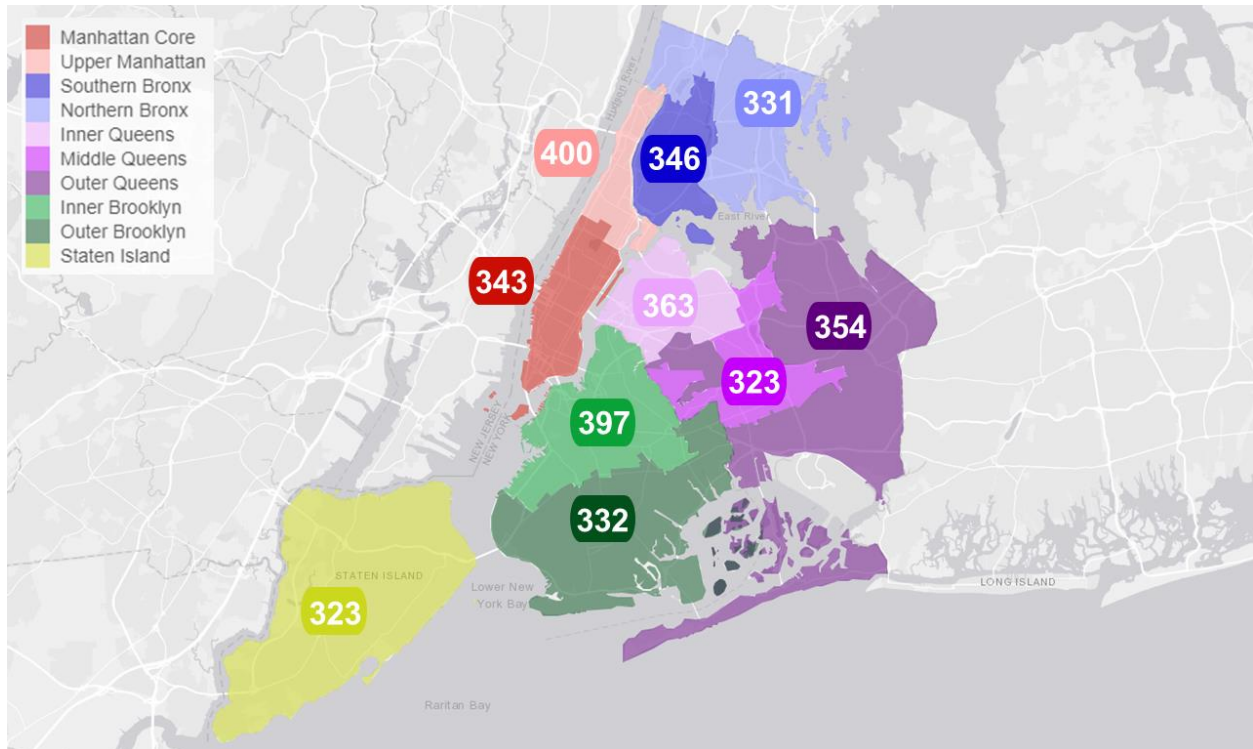 Manhattan Core
Upper Manhattan
Southern Bronx
Northern Bronx
Inner Queens
Middle Queens
Outer Queens
Inner Brooklyn
Outer Brooklyn
Staten Island
Hudson River
331
400
346
East River
343
363
354
323
NEW JERSEY
NEW YORK
397
332
STATEN ISLAND
LONG ISLAND
Lower New
York Bay
323
Raritan Bay